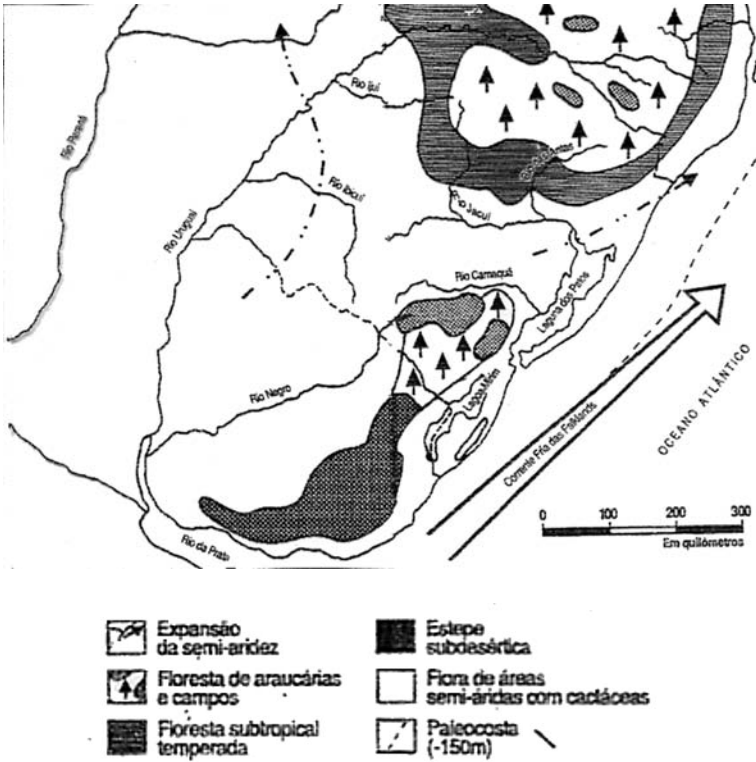 Rio Ijuí
Rio Paraná
Rio Ibicuí
Rio Uruguai
Rio Jacuí
Rio Camaquã
Laguna dos Patos
Rio Negro
Lagoa Mirim
OCEANO ATLÂNTICO
Corrente Fria das Falklands
Rio da Prata
0 100 200 300
Em quilômetros
Expansão
da semi-aridez
Floresta de araucárias
e campos
Floresta subtropical
temperada
Estepe
subdesértica
Flora de áreas
semi-áridas com cactáceas
Paleocosta
(-150m)